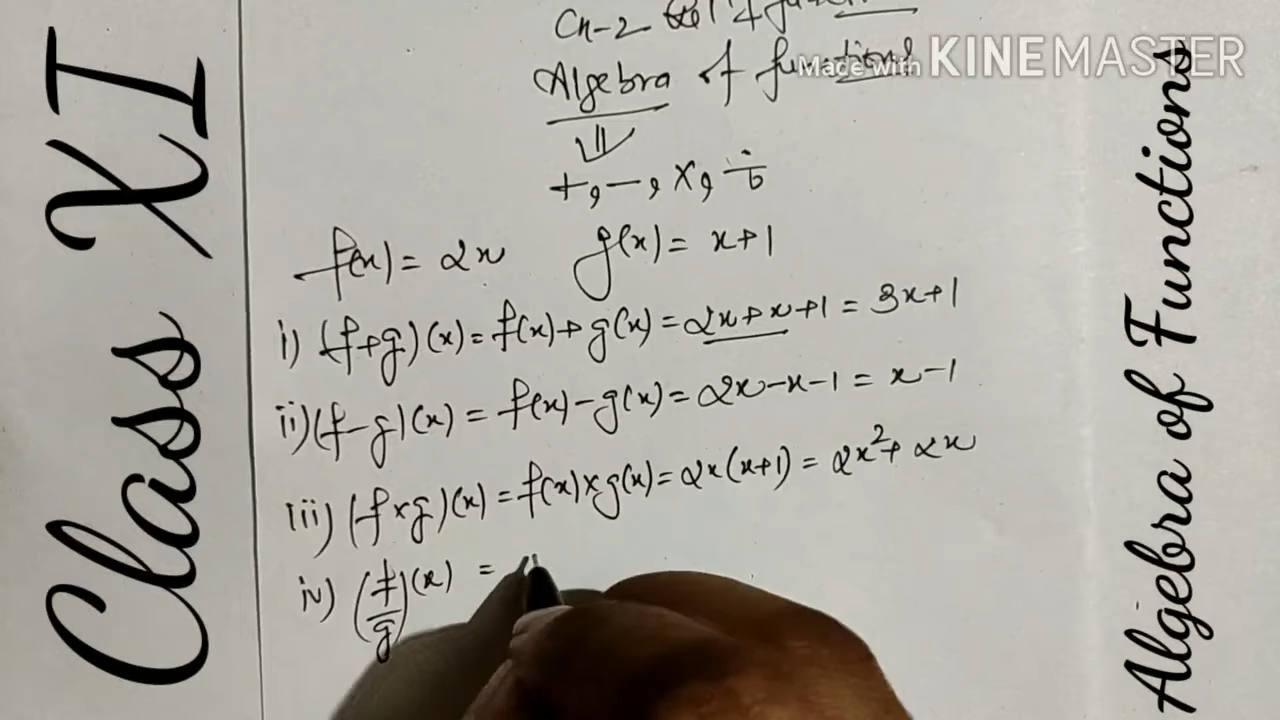 Class XI
Ch-2
Algebra of functions
Made with KINEMASTER
+, -, ×, ÷
f(x) = 2x g(x) = x+1
i) (f+g)(x) = f(x) + g(x) = 2x+x+1 = 3x+1
ii) (f-g)(x) = f(x) - g(x) = 2x-x-1 = x-1
iii) (f×g)(x) = f(x)×g(x) = 2x(x+1) = 2x²+2x
iv) (f/g)(x) =
Algebra of Functions